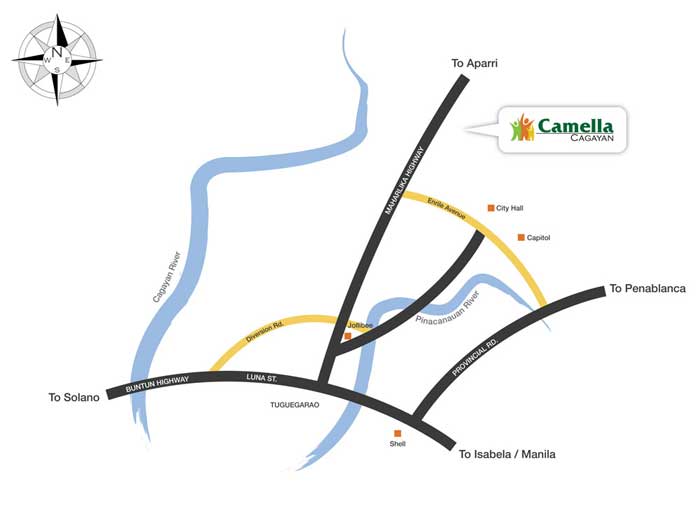 N
W E
S
To Aparri
Camella
CAGAYAN
MAHARLIKA HIGHWAY
Enrile Avenue
City Hall
Capitol
Cagayan River
To Penablanca
Pinacanauan River
Diversion Rd.
Jollibee
PROVINCIAL RD.
BUNTUN HIGHWAY
LUNA ST.
To Solano
TUGUEGARAO
Shell
To Isabela / Manila